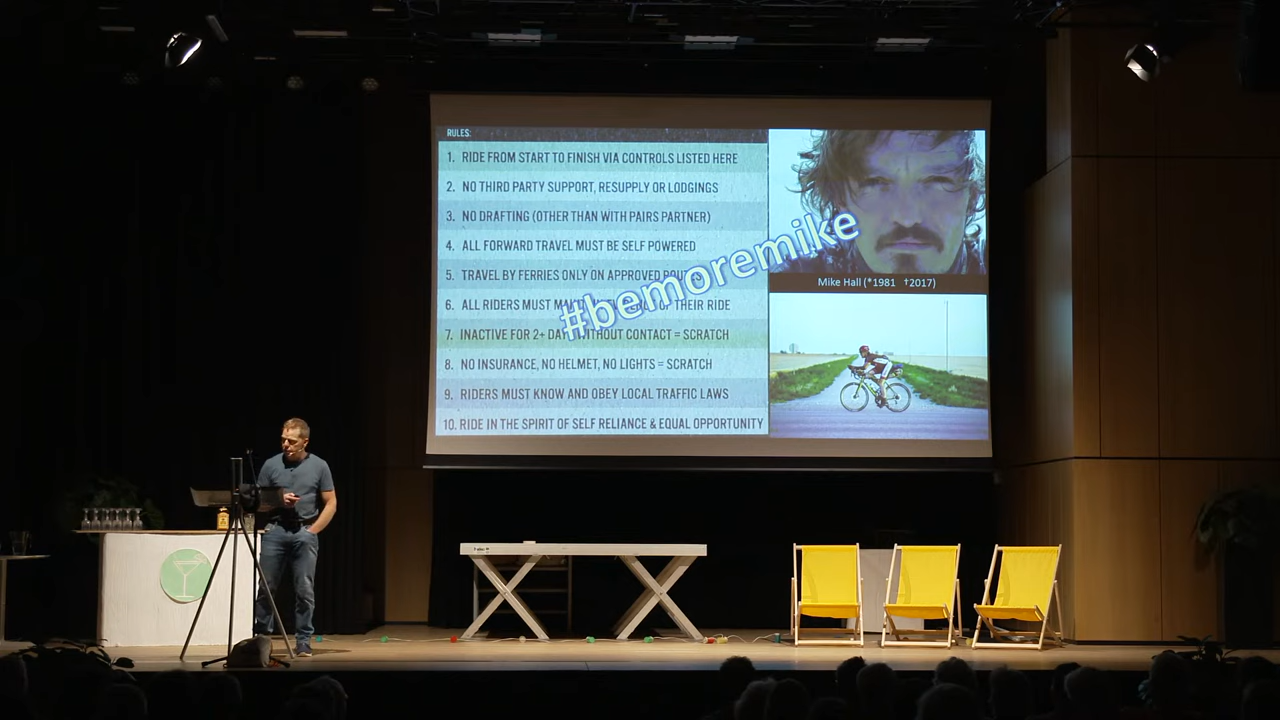 RULES:
1. RIDE FROM START TO FINISH VIA CONTROLS LISTED HERE
2. NO THIRD PARTY SUPPORT, RESUPPLY OR LODGINGS
3. NO DRAFTING (OTHER THAN WITH PAIRS PARTNER)
4. ALL FORWARD TRAVEL MUST BE SELF POWERED
5. TRAVEL BY FERRIES ONLY ON APPROVED
6. ALL RIDERS MUST THEIR RIDE
7. INACTIVE FOR 2+ WITHOUT CONTACT = SCRATCH
8. NO INSURANCE, NO HELMET, NO LIGHTS = SCRATCH
9. RIDERS MUST KNOW AND OBEY LOCAL TRAFFIC LAWS
10. RIDE IN THE SPIRIT OF SELF RELIANCE & EQUAL OPPORTUNITY
#bemoremike
Mike Hall (*1981 †2017)